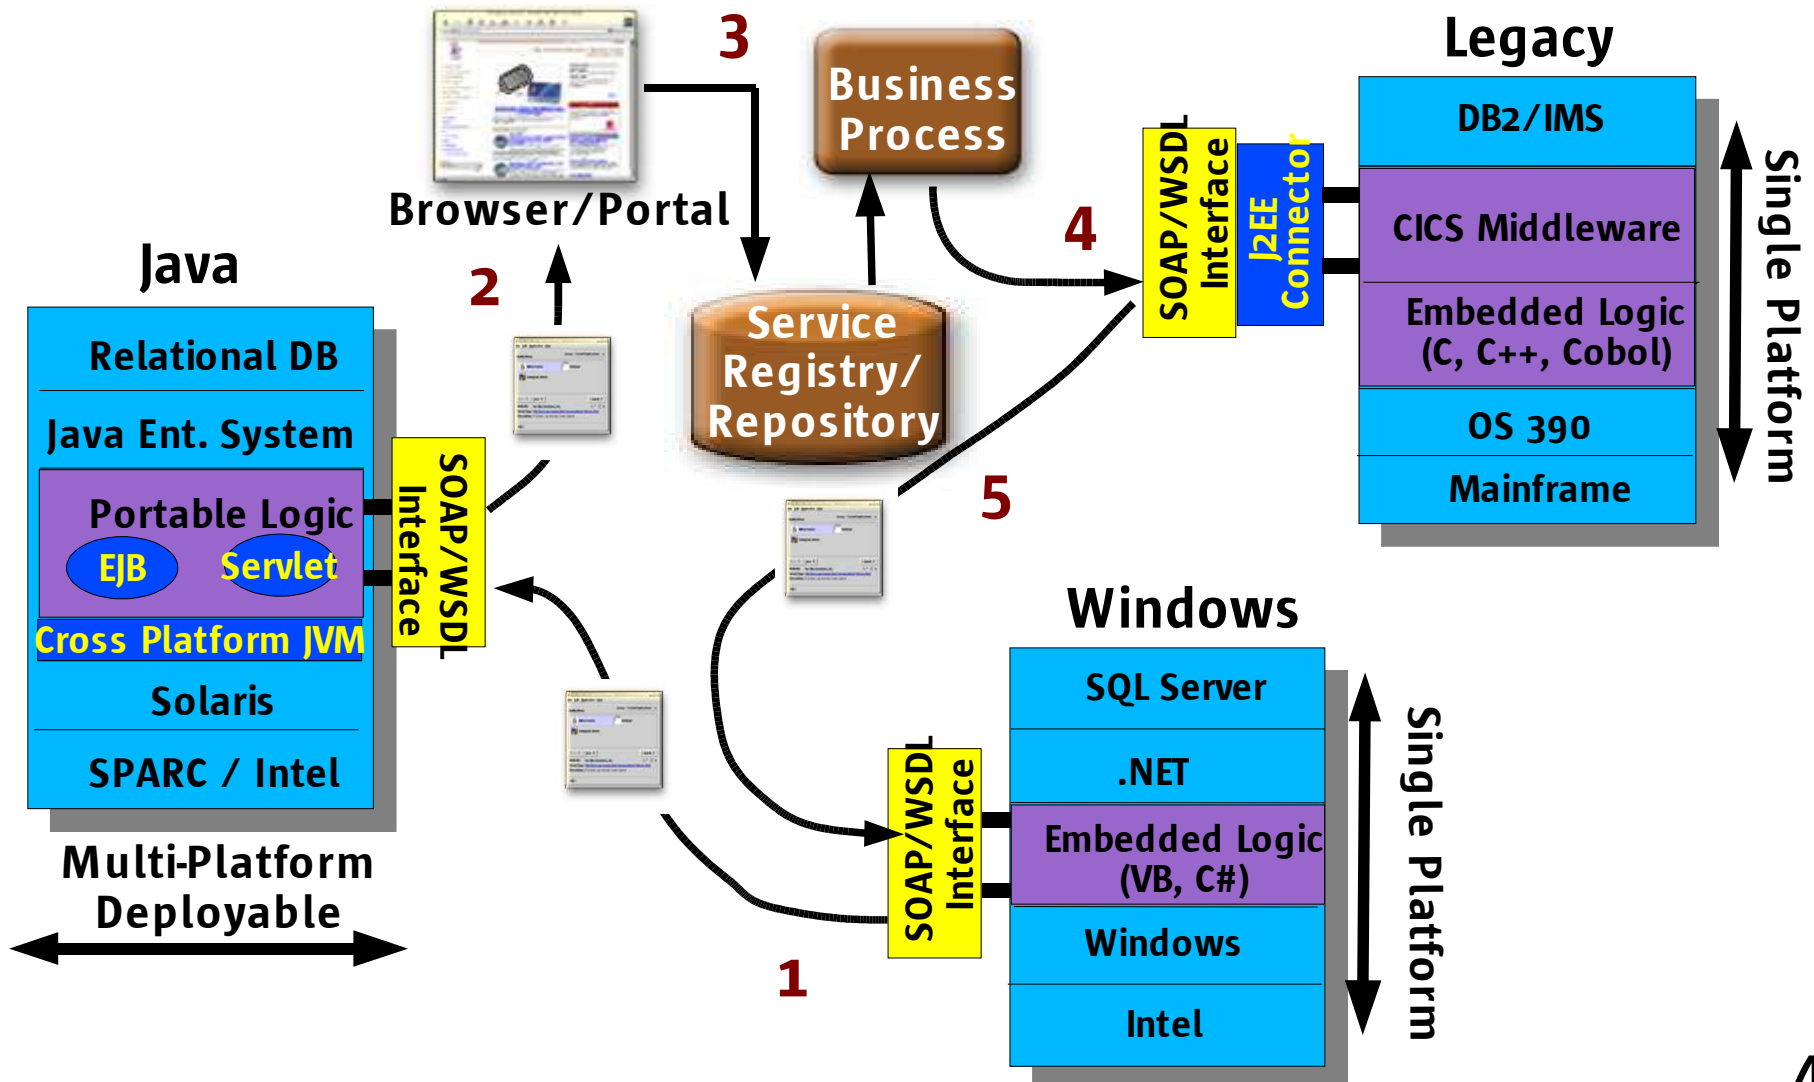 3
Business
Process
Legacy
DB2/IMS
CICS Middleware
Embedded Logic
(C, C++, Cobol)
OS 390
Mainframe
Single Platform
SOAP/WSDL
Interface
J2EE
Connector
4
Browser/Portal
2
Service
Registry/
Repository
5
Java
Relational DB
Java Ent. System
Portable Logic
EJB
Servlet
Cross Platform JVM
Solaris
SPARC / Intel
SOAP/WSDL
Interface
Multi-Platform
Deployable
1
Windows
SQL Server
.NET
Embedded Logic
(VB, C#)
Windows
Intel
SOAP/WSDL
Interface
Single Platform